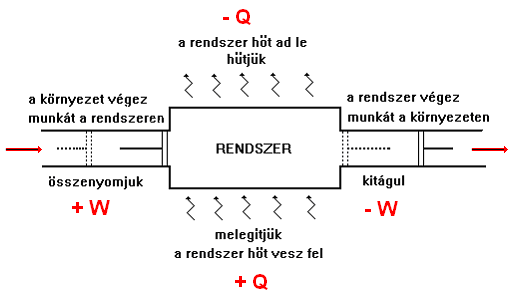 - Q
a rendszer hőt ad le
hűtjük
a környezet végez
munkát a rendszeren
a rendszer végez
munkát a környezeten
RENDSZER
összenyomjuk
+ W
kitágul
- W
melegítjük
a rendszer hőt vesz fel
+ Q